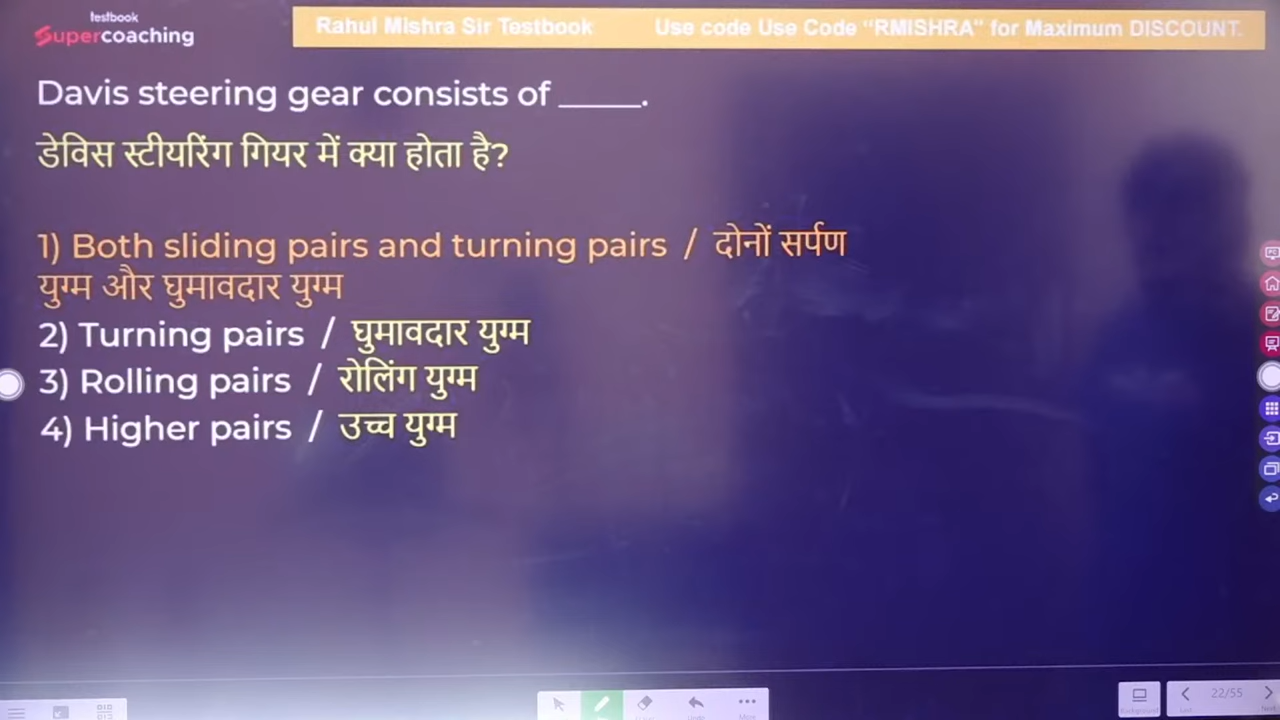 testbook
Supercoaching
Rahul Mishra Sir Testbook Use code Use Code "RMISHRA" for Maximum DISCOUNT.
Davis steering gear consists of _____.
डेविस स्टीयरिंग गियर में क्या होता है?
1) Both sliding pairs and turning pairs / दोनों सर्पण
युग्म और घुमावदार युग्म
2) Turning pairs / घुमावदार युग्म
3) Rolling pairs / रोलिंग युग्म
4) Higher pairs / उच्च युग्म
22/55